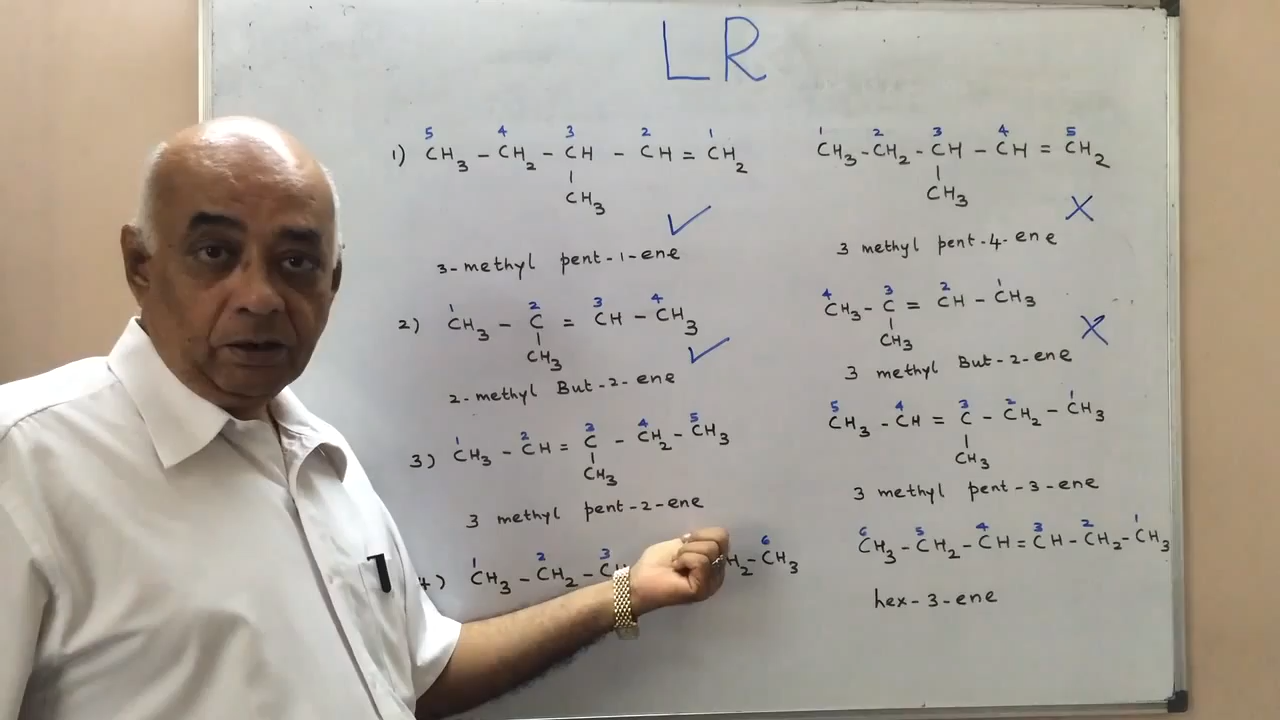 LR
5 4 3 2 1
1) CH3 - CH2 - CH - CH = CH2
|
CH3
✓
3-methyl pent-1-ene
1 2 3 4 5
CH3 - CH2 - CH - CH = CH2
|
CH3
X
3 methyl pent-4-ene
1 2 3 4
2) CH3 - C = CH - CH3
|
CH3
✓
2-methyl But-2-ene
4 3 2 1
CH3 - C = CH - CH3
|
CH3
X
3 methyl But-2-ene
1 2 3 4 5
3) CH3 - CH = C - CH2 - CH3
|
CH3
3 methyl pent-2-ene
5 4 3 2 1
CH3 - CH = C - CH2 - CH3
|
CH3
3 methyl pent-3-ene
1 2 3 6
4) CH3 - CH2 - CH H2 - CH3
6 5 4 3 2 1
CH3 - CH2 - CH = CH - CH2 - CH3
hex-3-ene